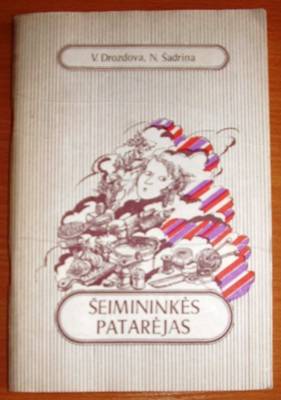 V. Drozdova, N. Šadrina
ŠEIMININKĖS
PATARĖJAS